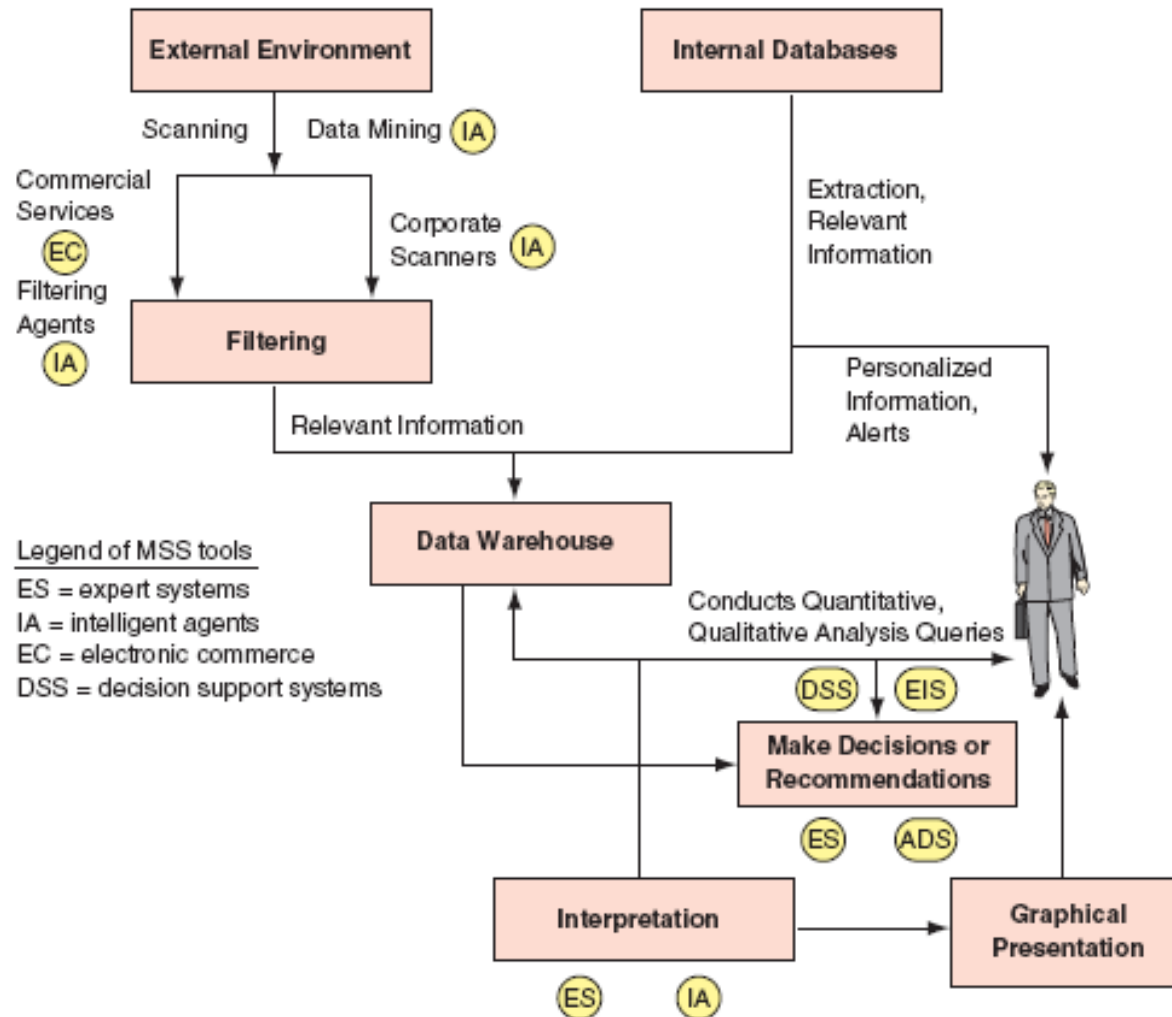 External Environment
Internal Databases
Scanning
Data Mining
IA
Commercial
Services
EC
Corporate
Scanners
IA
Extraction,
Relevant
Information
Filtering
Agents
IA
Filtering
Relevant Information
Personalized
Information,
Alerts
Data Warehouse
Legend of MSS tools
ES = expert systems
IA = intelligent agents
EC = electronic commerce
DSS = decision support systems
Conducts Quantitative,
Qualitative Analysis Queries
DSS
EIS
Make Decisions or
Recommendations
ES
ADS
Interpretation
ES
IA
Graphical
Presentation